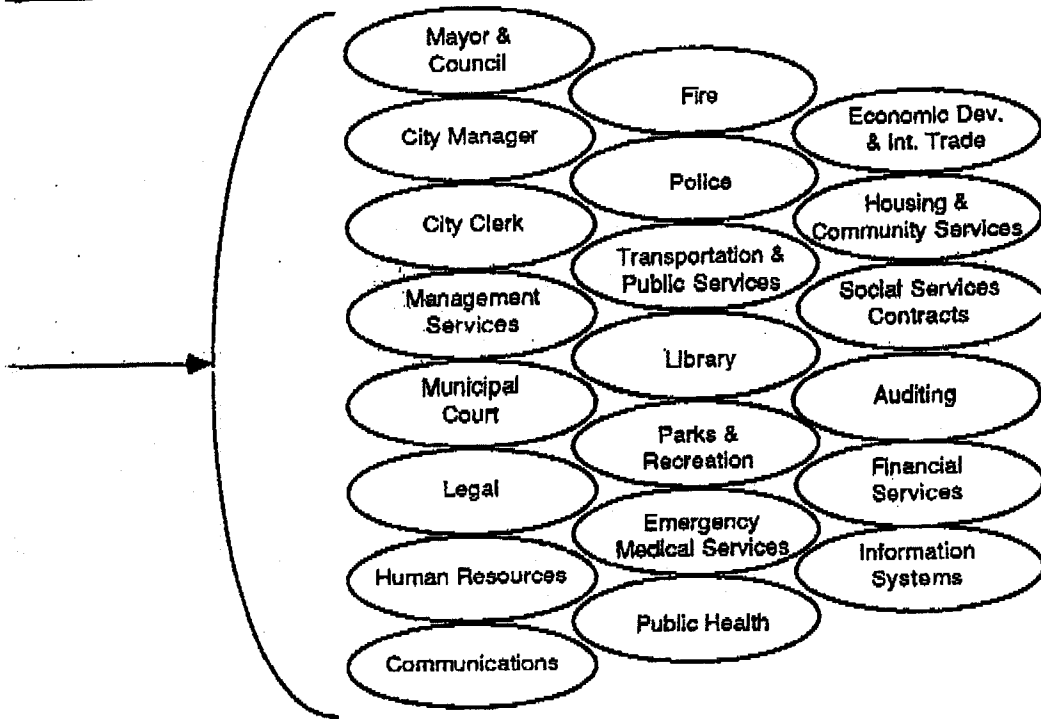 Mayor &
Council
City Manager
City Clerk
Management
Services
Municipal
Court
Legal
Human Resources
Communications
Fire
Police
Transportation &
Public Services
Library
Parks &
Recreation
Emergency
Medical Services
Public Health
Economic Dev.
& Int. Trade
Housing &
Community Services
Social Services
Contracts
Auditing
Financial
Services
Information
Systems